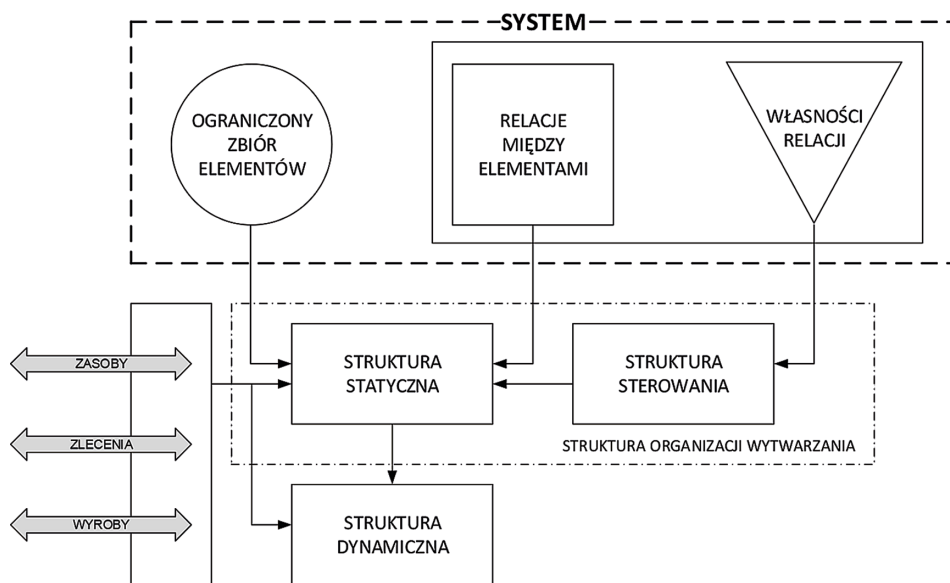 SYSTEM
OGRANICZONY
ZBIÓR
ELEMENTÓW
RELACJE
MIĘDZY
ELEMENTAMI
WŁASNOŚCI
RELACJI
ZASOBY
ZLECENIA
WYROBY
STRUKTURA
STATYCZNA
STRUKTURA
STEROWANIA
STRUKTURA ORGANIZACJI WYTWARZANIA
STRUKTURA
DYNAMICZNA